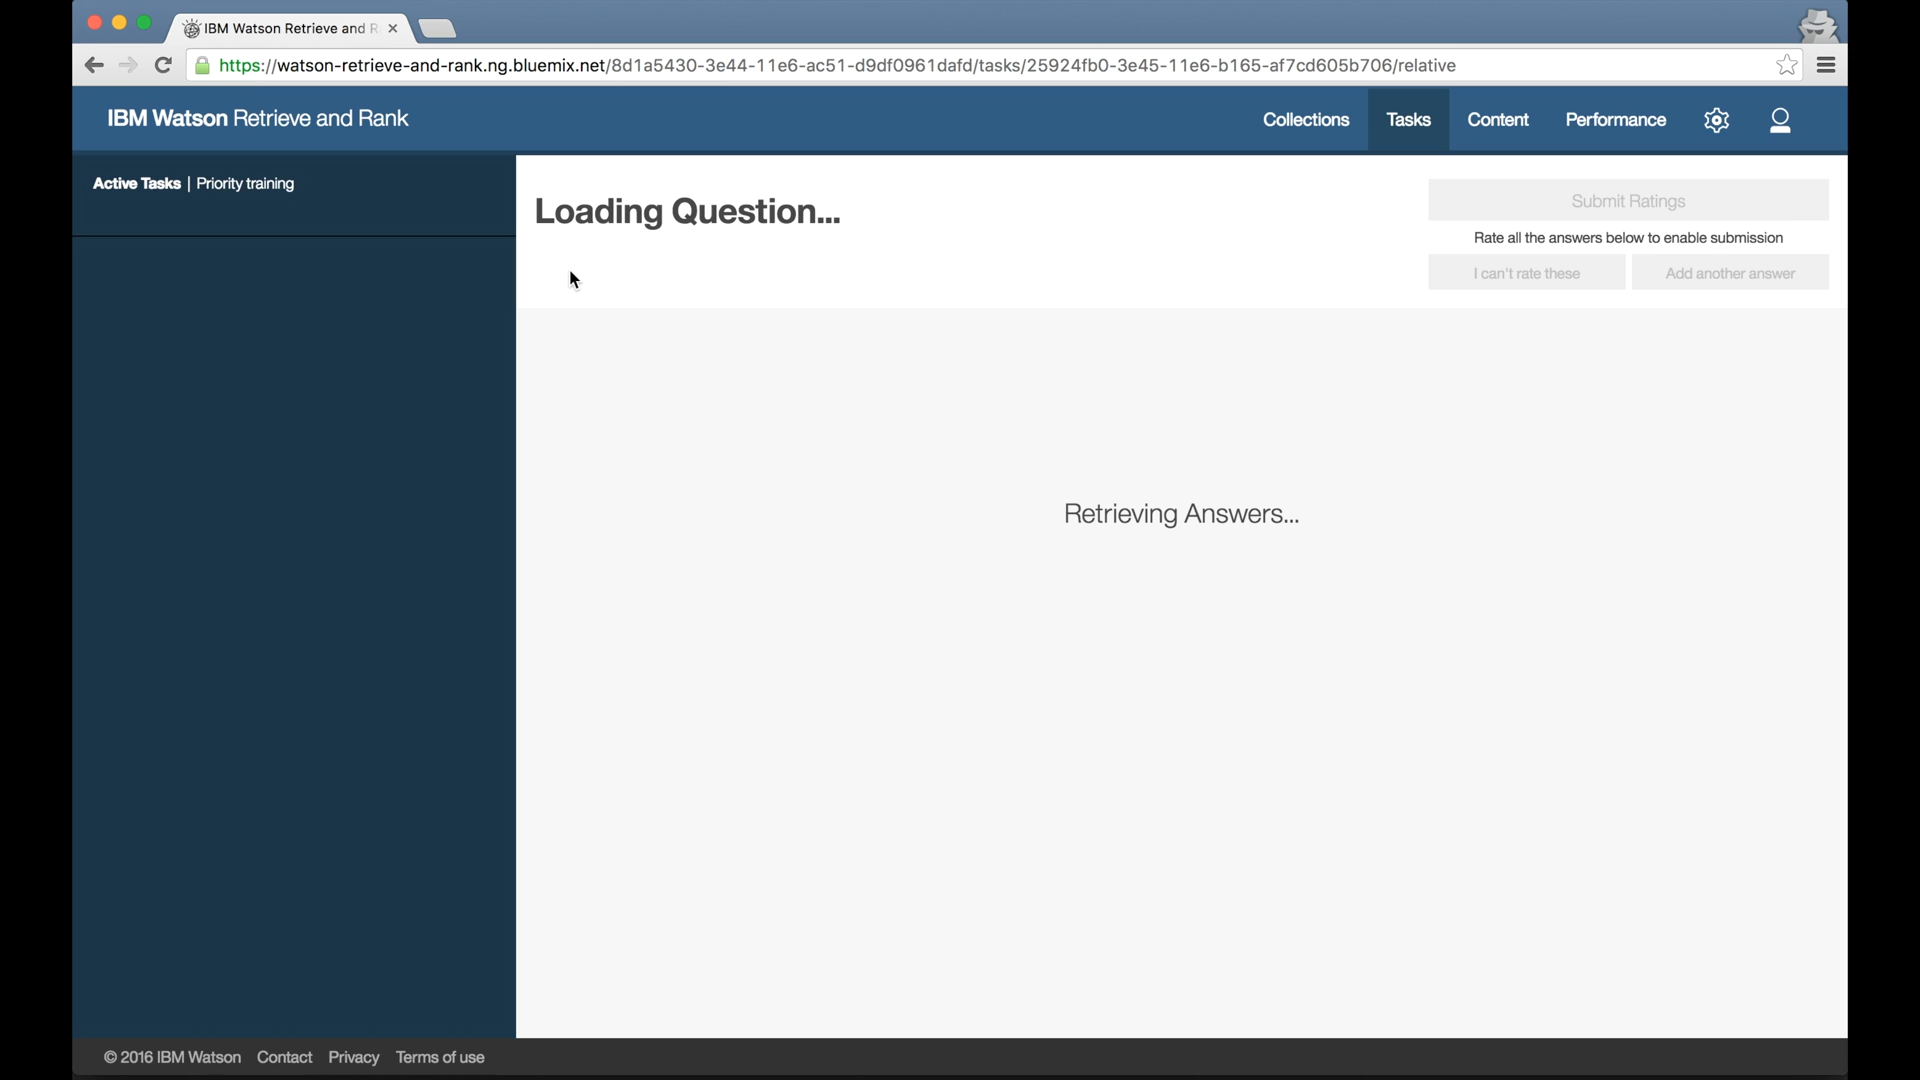 IBM Watson Retrieve and R
https://watson-retrieve-and-rank.ng.bluemix.net/8d1a5430-3e44-11e6-ac51-d9df0961dafd/tasks/25924fb0-3e45-11e6-b165-af7cd605b706/relative
IBM Watson Retrieve and Rank
Collections
Tasks
Content
Performance
Active Tasks | Priority training
Loading Question...
Submit Ratings
Rate all the answers below to enable submission
I can't rate these
Add another answer
Retrieving Answers...
© 2016 IBM Watson
Contact
Privacy
Terms of use